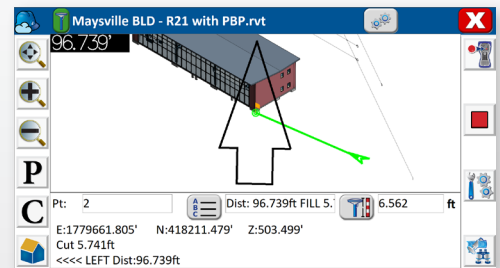 Maysville BLD - R21 with PBP.rvt
X
96.739'
P
C
Pt: 2
A
B
C
Dist: 96.739ft FILL 5.
6.562 ft
E:1779661.805' N:418211.479' Z:503.499'
Cut 5.741ft
<<<< LEFT Dist:96.739ft